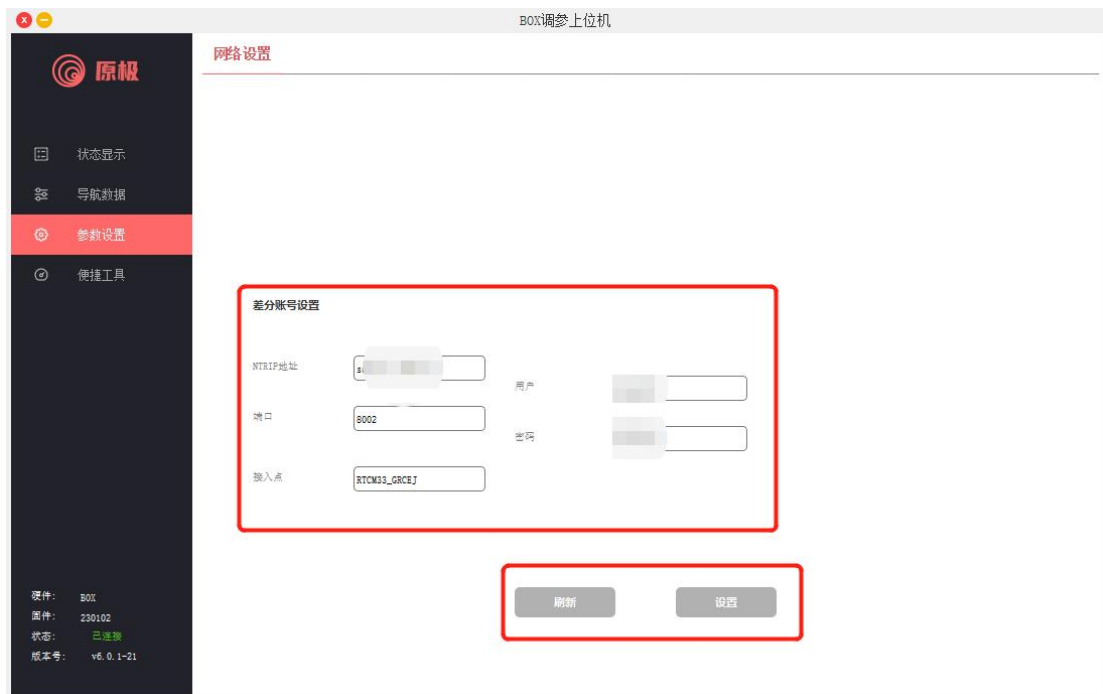 BOX调参上位机
原极
网络设置
状态显示
导航数据
参数设置
便捷工具
差分账号设置
NTRIP地址
用户
端口
8002
密码
接入点
RTCM33_GRCEJ
刷新
设置
硬件: BOX
固件: 230102
状态: 已连接
版本号: v6.0.1-21